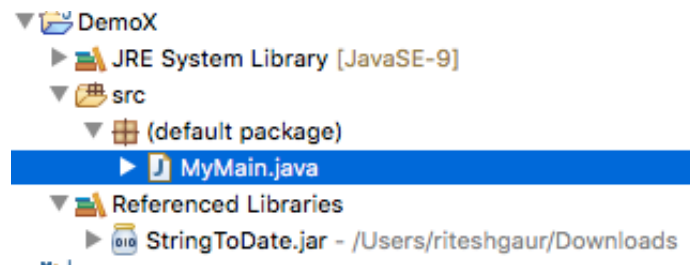 DemoX
JRE System Library [JavaSE-9]
src
(default package)
MyMain.java
Referenced Libraries
StringToDate.jar - /Users/riteshgaur/Downloads